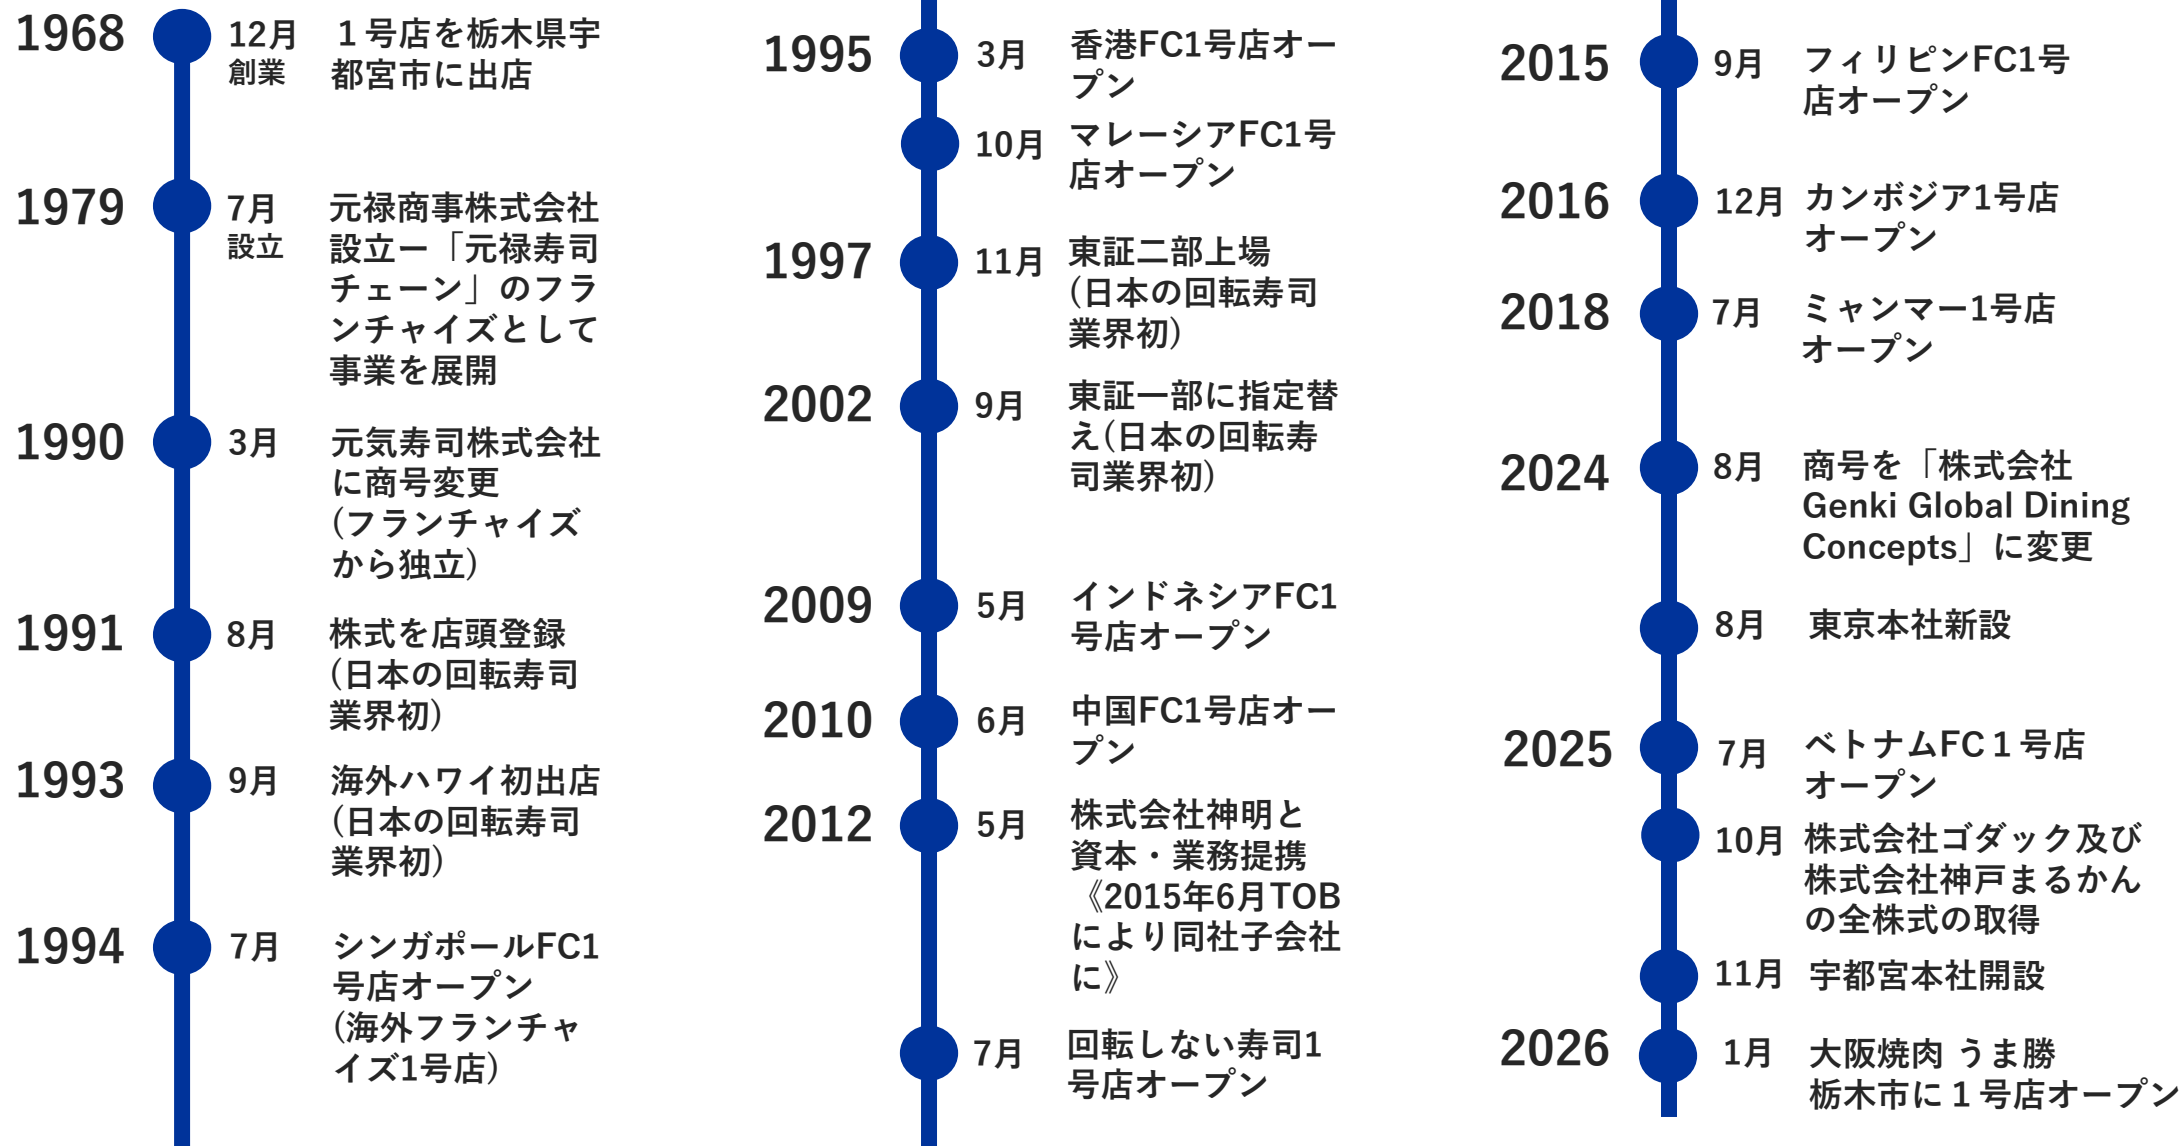 1968
12月
創業
１号店を栃木県宇
都宮市に出店
1979
7月
設立
元禄商事株式会社
設立ー「元禄寿司
チェーン」のフラ
ンチャイズとして
事業を展開
1990
3月
元気寿司株式会社
に商号変更
(フランチャイズ
から独立)
1991
8月
株式を店頭登録
(日本の回転寿司
業界初)
1993
9月
海外ハワイ初出店
(日本の回転寿司
業界初)
1994
7月
シンガポールFC1
号店オープン
(海外フランチャ
イズ1号店)
1995
3月
香港FC1号店オー
プン
10月
マレーシアFC1号
店オープン
1997
11月
東証二部上場
(日本の回転寿司
業界初)
2002
9月
東証一部に指定替
え(日本の回転寿
司業界初)
2009
5月
インドネシアFC1
号店オープン
2010
6月
中国FC1号店オー
プン
2012
5月
株式会社神明と
資本・業務提携
《2015年6月TOB
により同社子会社
に》
7月
回転しない寿司1
号店オープン
2015
9月
フィリピンFC1号
店オープン
2016
12月
カンボジア1号店
オープン
2018
7月
ミャンマー1号店
オープン
2024
8月
商号を「株式会社
Genki Global Dining
Concepts」に変更
8月
東京本社新設
2025
7月
ベトナムFC１号店
オープン
10月
株式会社ゴダック及び
株式会社神戸まるかん
の全株式の取得
11月
宇都宮本社開設
2026
1月
大阪焼肉 うま勝
栃木市に１号店オープン